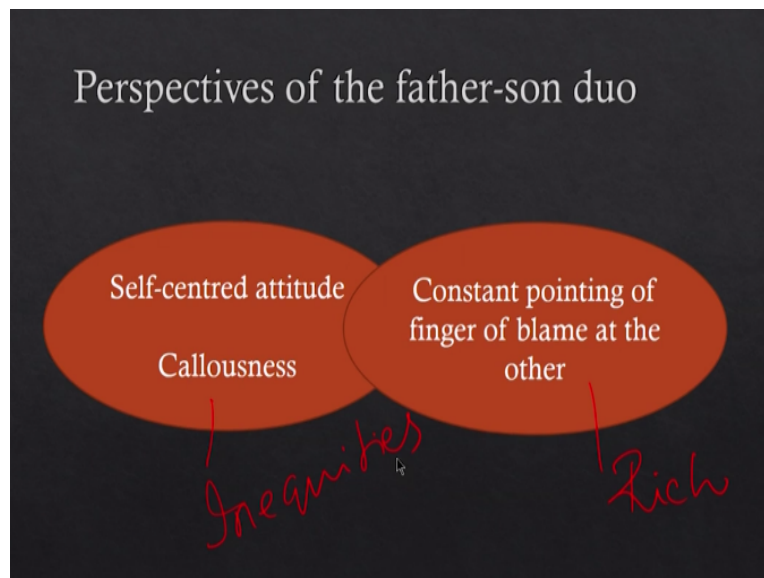 Perspectives of the father-son duo
Self-centred attitude
Callousness
Constant pointing of
finger of blame at the
other
Inequities
Rich